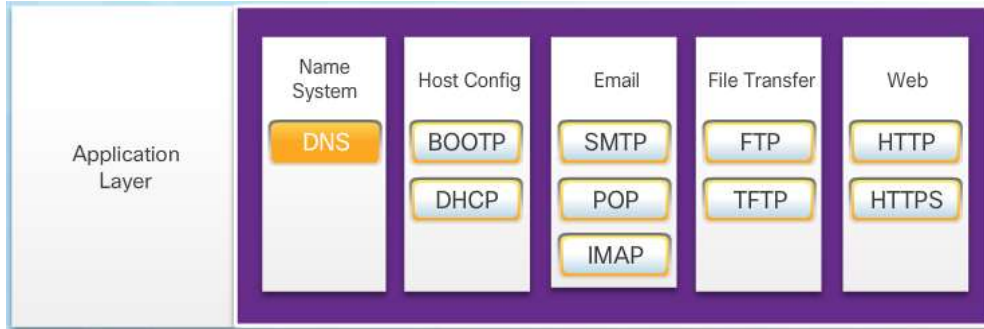 Application
Layer
Name
System
DNS
Host Config
BOOTP
DHCP
Email
SMTP
POP
IMAP
File Transfer
FTP
TFTP
Web
HTTP
HTTPS